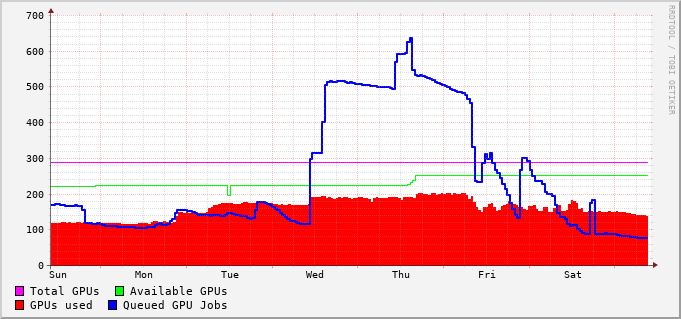 700
600
500
400
300
200
100
0
Sun Mon Tue Wed Thu Fri Sat
Total GPUs Available GPUs
GPUs used Queued GPU Jobs
RRDTOOL / TOBI OETIKER